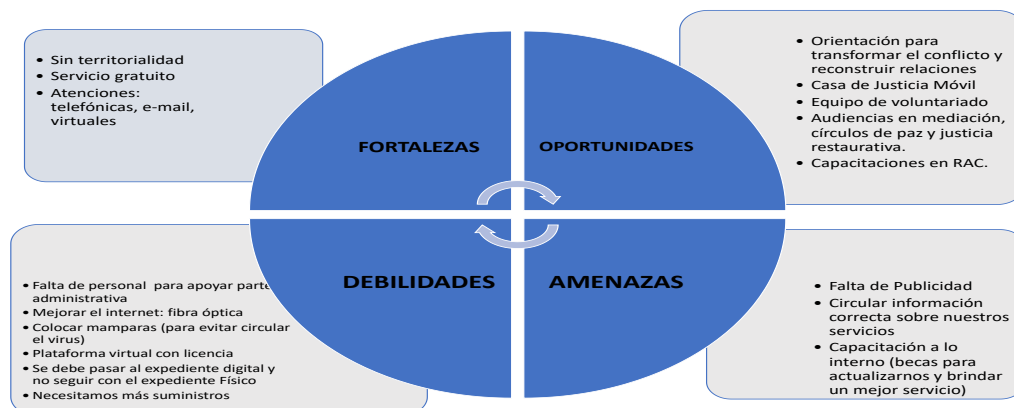 • Sin territorialidad
• Servicio gratuito
• Atenciones:
telefónicas, e-mail,
virtuales
FORTALEZAS
OPORTUNIDADES
• Orientación para
transformar el conflicto y
reconstruir relaciones
• Casa de Justicia Móvil
• Equipo de voluntariado
• Audiencias en mediación,
círculos de paz y justicia
restaurativa.
• Capacitaciones en RAC.
DEBILIDADES
• Falta de personal para apoyar
administrativa
• Mejorar el internet: fibra óptica
• Colocar mamparas (para evitar circular
el virus)
• Plataforma virtual con licencia
• Se debe pasar al expediente digital y
no seguir con el expediente Físico
• Necesitamos más suministros
AMENAZAS
• Falta de Publicidad
• Circular información
correcta sobre nuestros
servicios
• Capacitación a lo
interno (becas para
actualizarnos y brindar
un mejor servicio)